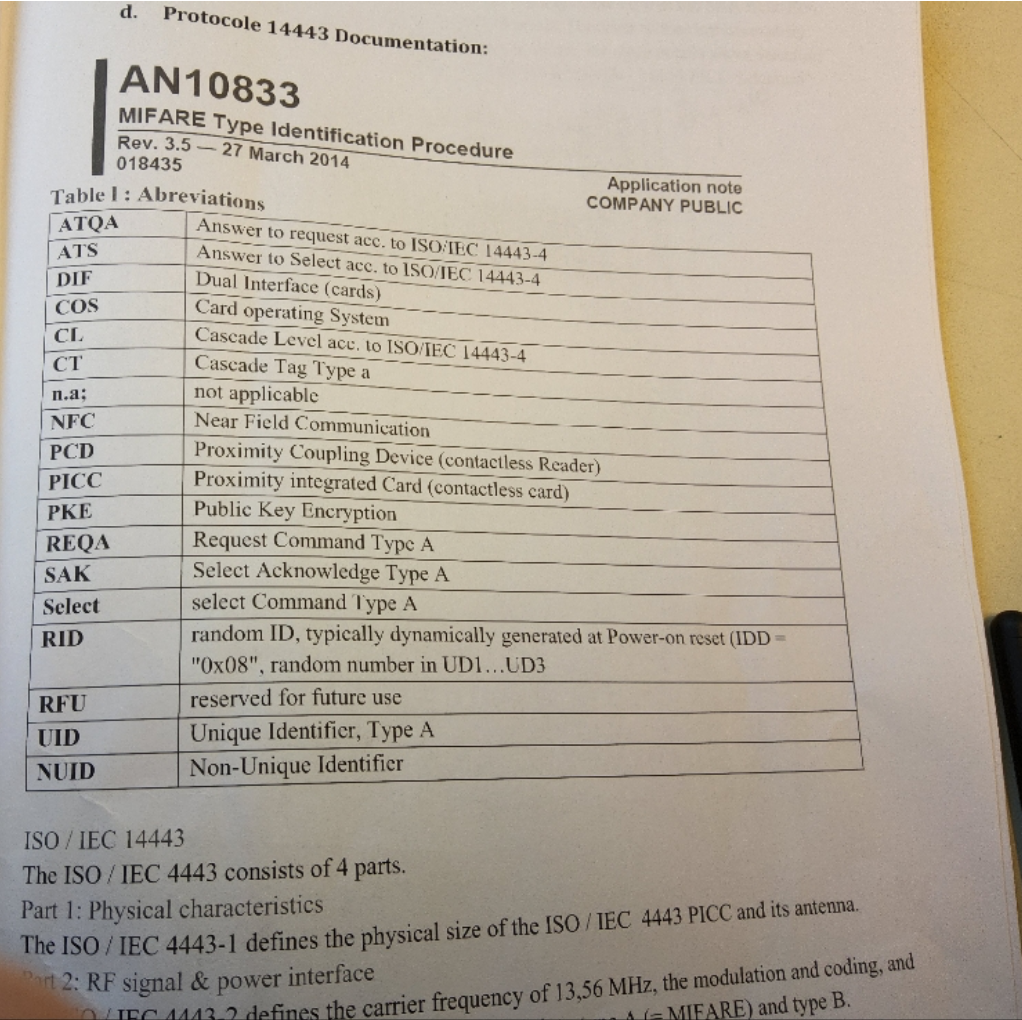 d. Protocole 14443 Documentation:
AN10833
MIFARE Type Identification Procedure
Rev. 3.5 — 27 March 2014
018435
Application note
COMPANY PUBLIC
Table I : Abreviations
ATQA Answer to request acc. to ISO/IEC 14443-4
ATS Answer to Select acc. to ISO/IEC 14443-4
DIF Dual Interface (cards)
COS Card operating System
CL Cascade Level acc. to ISO/IEC 14443-4
CT Cascade Tag Type a
n.a; not applicable
NFC Near Field Communication
PCD Proximity Coupling Device (contactless Reader)
PICC Proximity integrated Card (contactless card)
PKE Public Key Encryption
REQA Request Command Type A
SAK Select Acknowledge Type A
Select select Command Type A
RID random ID, typically dynamically generated at Power-on reset (IDD =
"0x08", random number in UD1…UD3
RFU reserved for future use
UID Unique Identifier, Type A
NUID Non-Unique Identifier
ISO / IEC 14443
The ISO / IEC 4443 consists of 4 parts.
Part 1: Physical characteristics
The ISO / IEC 4443-1 defines the physical size of the ISO / IEC 4443 PICC and its antenna.
2: RF signal & power interface
/ IEC 4443-2 defines the carrier frequency of 13,56 MHz, the modulation and coding, and
A (= MIFARE) and type B.